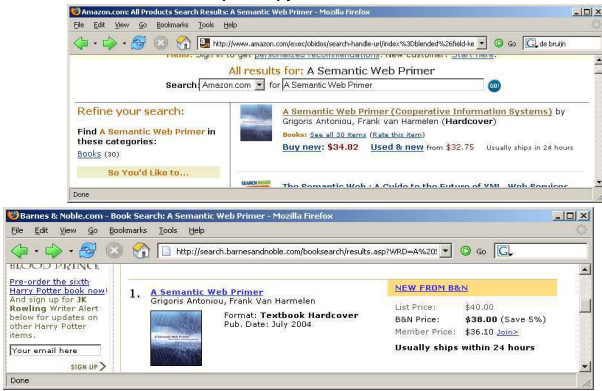 Amazon.com: All Products Search Results: A Semantic Web Primer - Mozilla Firefox
File Edit View Go Bookmarks Tools Help
http://www.amazon.com/exec/obidos/search-handle-url/index%3Dblended%26field-ke Go de bruijn
All results for: A Semantic Web Primer
Search: Amazon.com for A Semantic Web Primer GO!
Refine your search:
Find A Semantic Web Primer in
these categories:
Books (30)
So You'd Like to...
A Semantic Web Primer (Cooperative Information Systems) by
Grigoris Antoniou, Frank van Harmelen (Hardcover)
Books: See all 30 items (Rate this item)
Buy new: $34.82 Used & new from $32.75 Usually ships in 24 hours
The Semantic Web : A Guide to the Future of XML, Web Services
Done
Barnes & Noble.com - Book Search: A Semantic Web Primer - Mozilla Firefox
File Edit View Go Bookmarks Tools Help
http://search.barnesandnoble.com/booksearch/results.asp?WRD=A%20 Go
BLOOD PRINCE
Pre-order the sixth
Harry Potter book now!
And sign up for JK
Rowling Writer Alert
below for updates on
other Harry Potter
items.
Your email here
SIGN UP
1. A Semantic Web Primer
Grigoris Antoniou, Frank Van Harmelen
Format: Textbook Hardcover
Pub. Date: July 2004
NEW FROM B&N
List Price: $40.00
B&N Price: $38.00 (Save 5%)
Member Price: $36.10 Join>
Usually ships within 24 hours
Done